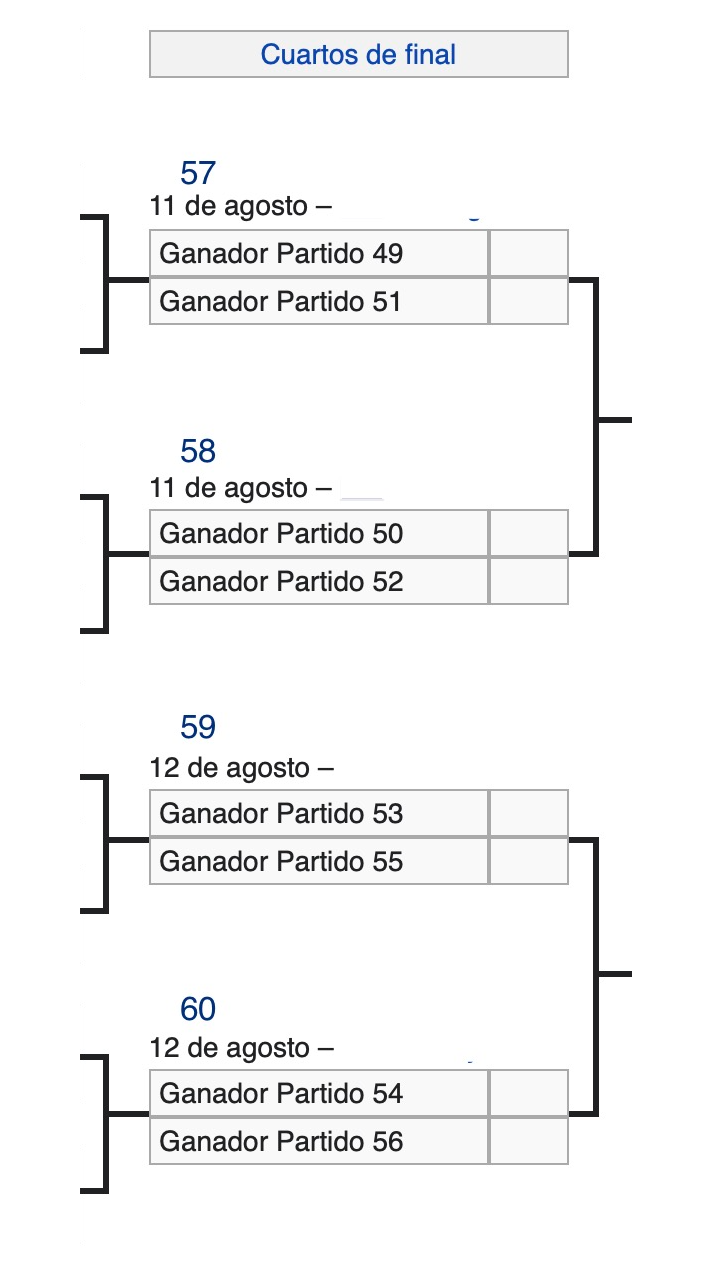 Cuartos de final
57
11 de agosto –
Ganador Partido 49
Ganador Partido 51
58
11 de agosto –
Ganador Partido 50
Ganador Partido 52
59
12 de agosto –
Ganador Partido 53
Ganador Partido 55
60
12 de agosto –
Ganador Partido 54
Ganador Partido 56